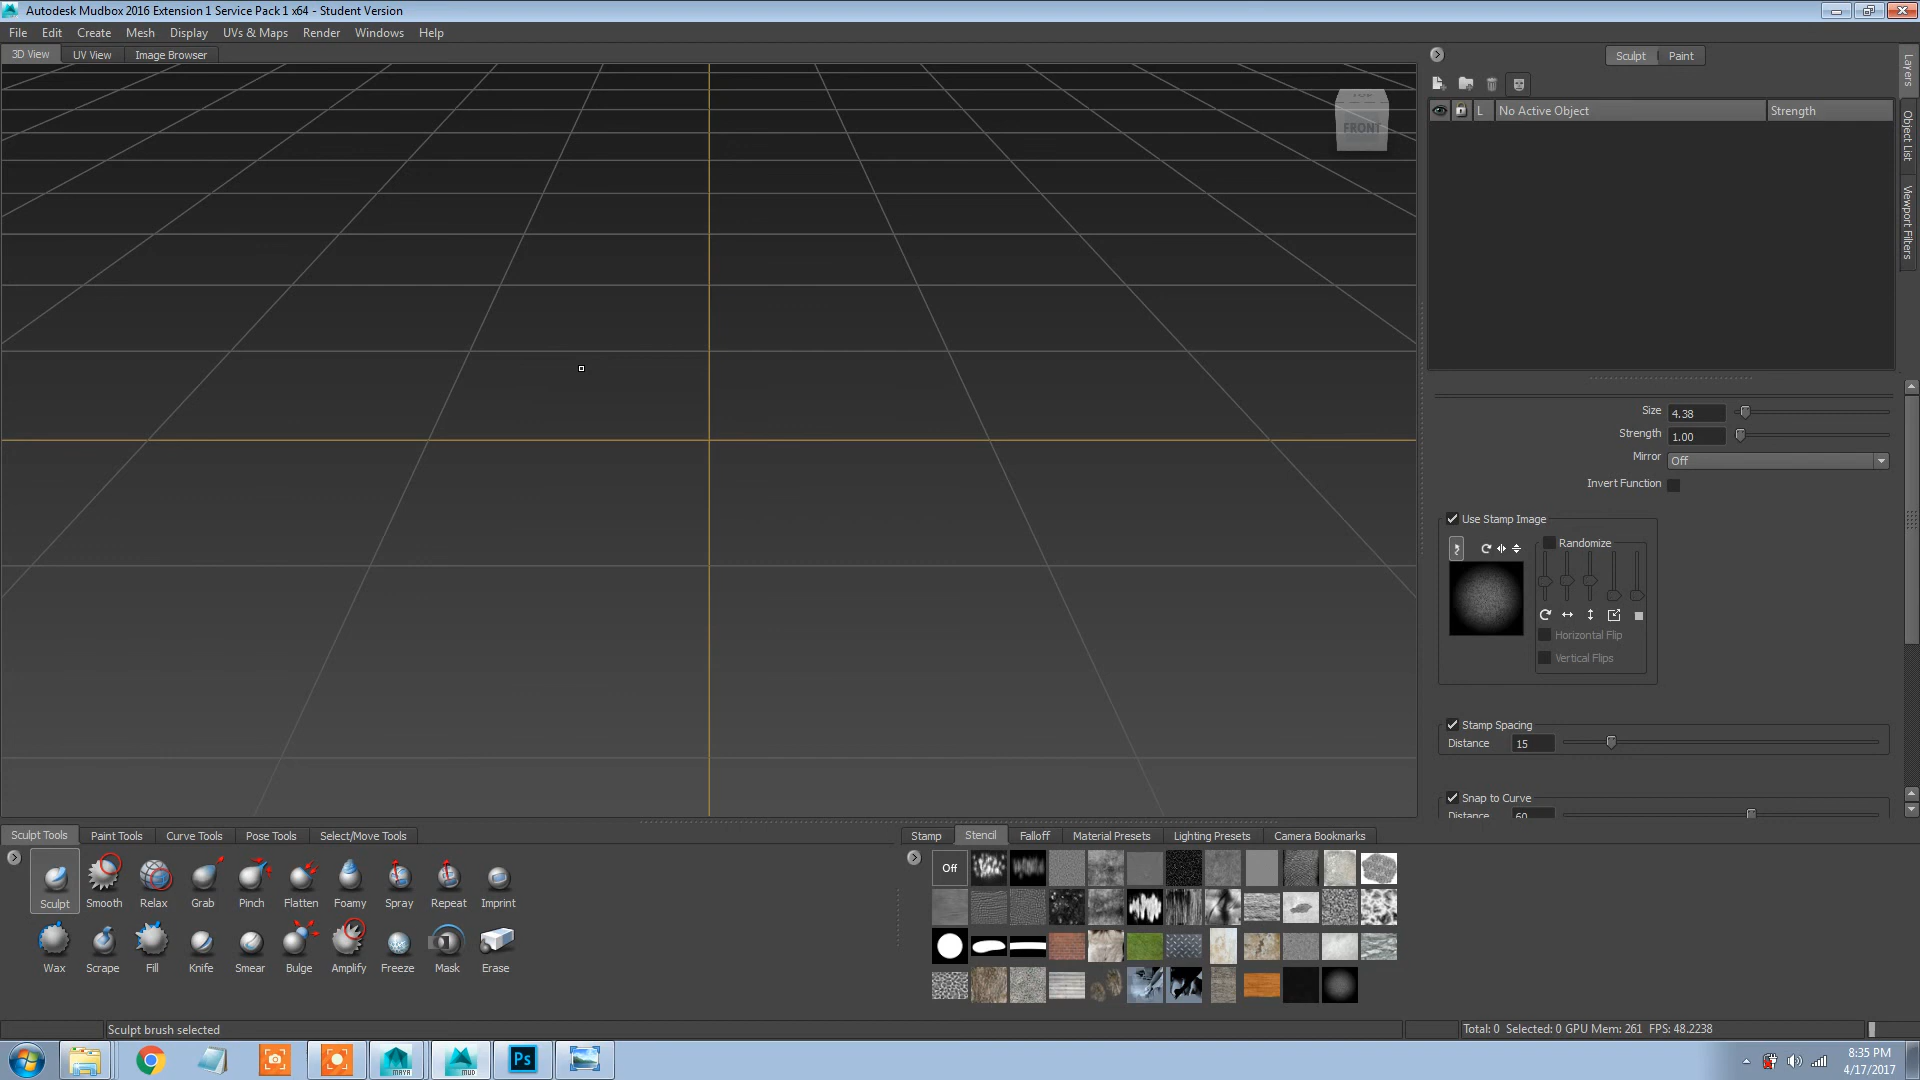 Autodesk Mudbox 2016 Extension 1 Service Pack 1 x64 - Student Version
File Edit Create Mesh Display UVs & Maps Render Windows Help
3D View UV View Image Browser
Sculpt Paint
Layers
Object List
Viewport Filters
TOP
FRONT
L No Active Object Strength
Size 4.38
Strength 1.00
Mirror Off
Invert Function
Use Stamp Image
Randomize
Horizontal Flip
Vertical Flips
Stamp Spacing
Distance 15
Snap to Curve
Distance 60
Sculpt Tools Paint Tools Curve Tools Pose Tools Select/Move Tools
Stamp Stencil Falloff Material Presets Lighting Presets Camera Bookmarks
Off
Sculpt Smooth Relax Grab Pinch Flatten Foamy Spray Repeat Imprint
Wax Scrape Fill Knife Smear Bulge Amplify Freeze Mask Erase
Sculpt brush selected
Total: 0 Selected: 0 GPU Mem: 261 FPS: 48.2238
MAYA
MUD
Ps
8:35 PM
4/17/2017